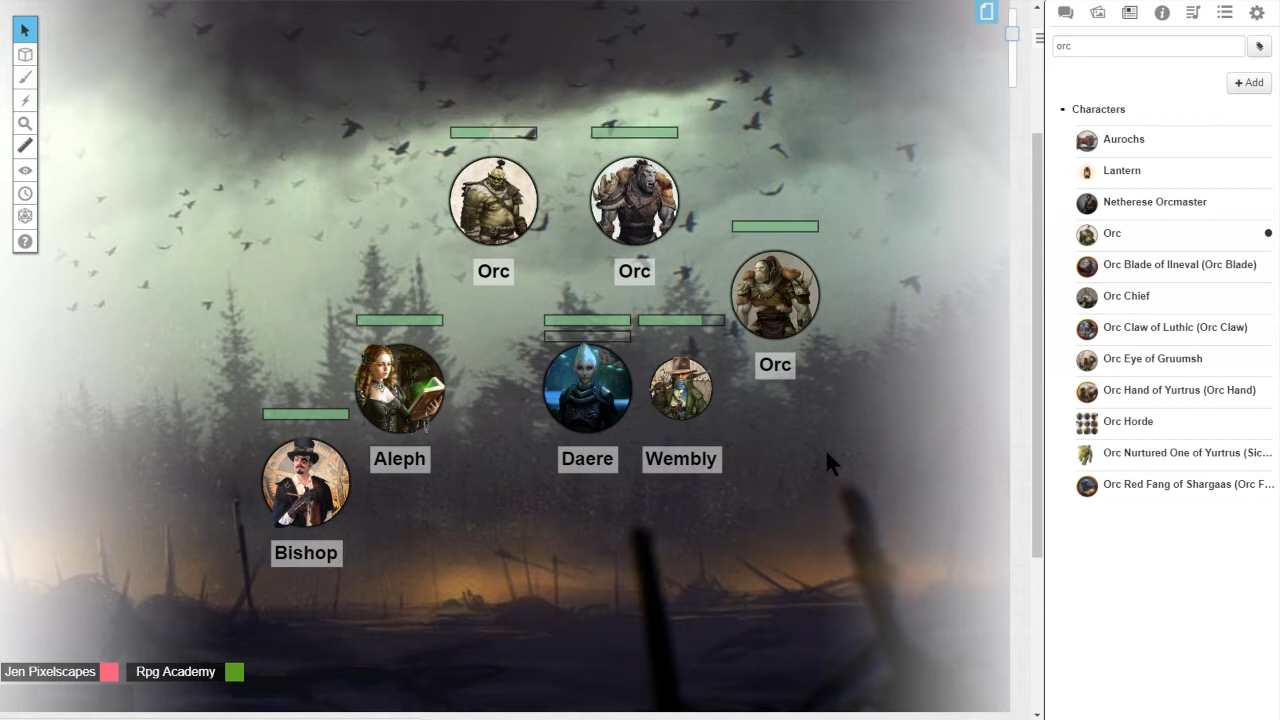 orc
+ Add
Characters
Aurochs
Lantern
Netherese Orcmaster
Orc
Orc Blade of Ilneval (Orc Blade)
Orc Chief
Orc Claw of Luthic (Orc Claw)
Orc Eye of Gruumsh
Orc Hand of Yurtrus (Orc Hand)
Orc Horde
Orc Nurtured One of Yurtrus (Sic...
Orc Red Fang of Shargaas (Orc F...
Orc
Orc
Orc
Aleph
Daere
Wembly
Bishop
Jen Pixelscapes
Rpg Academy